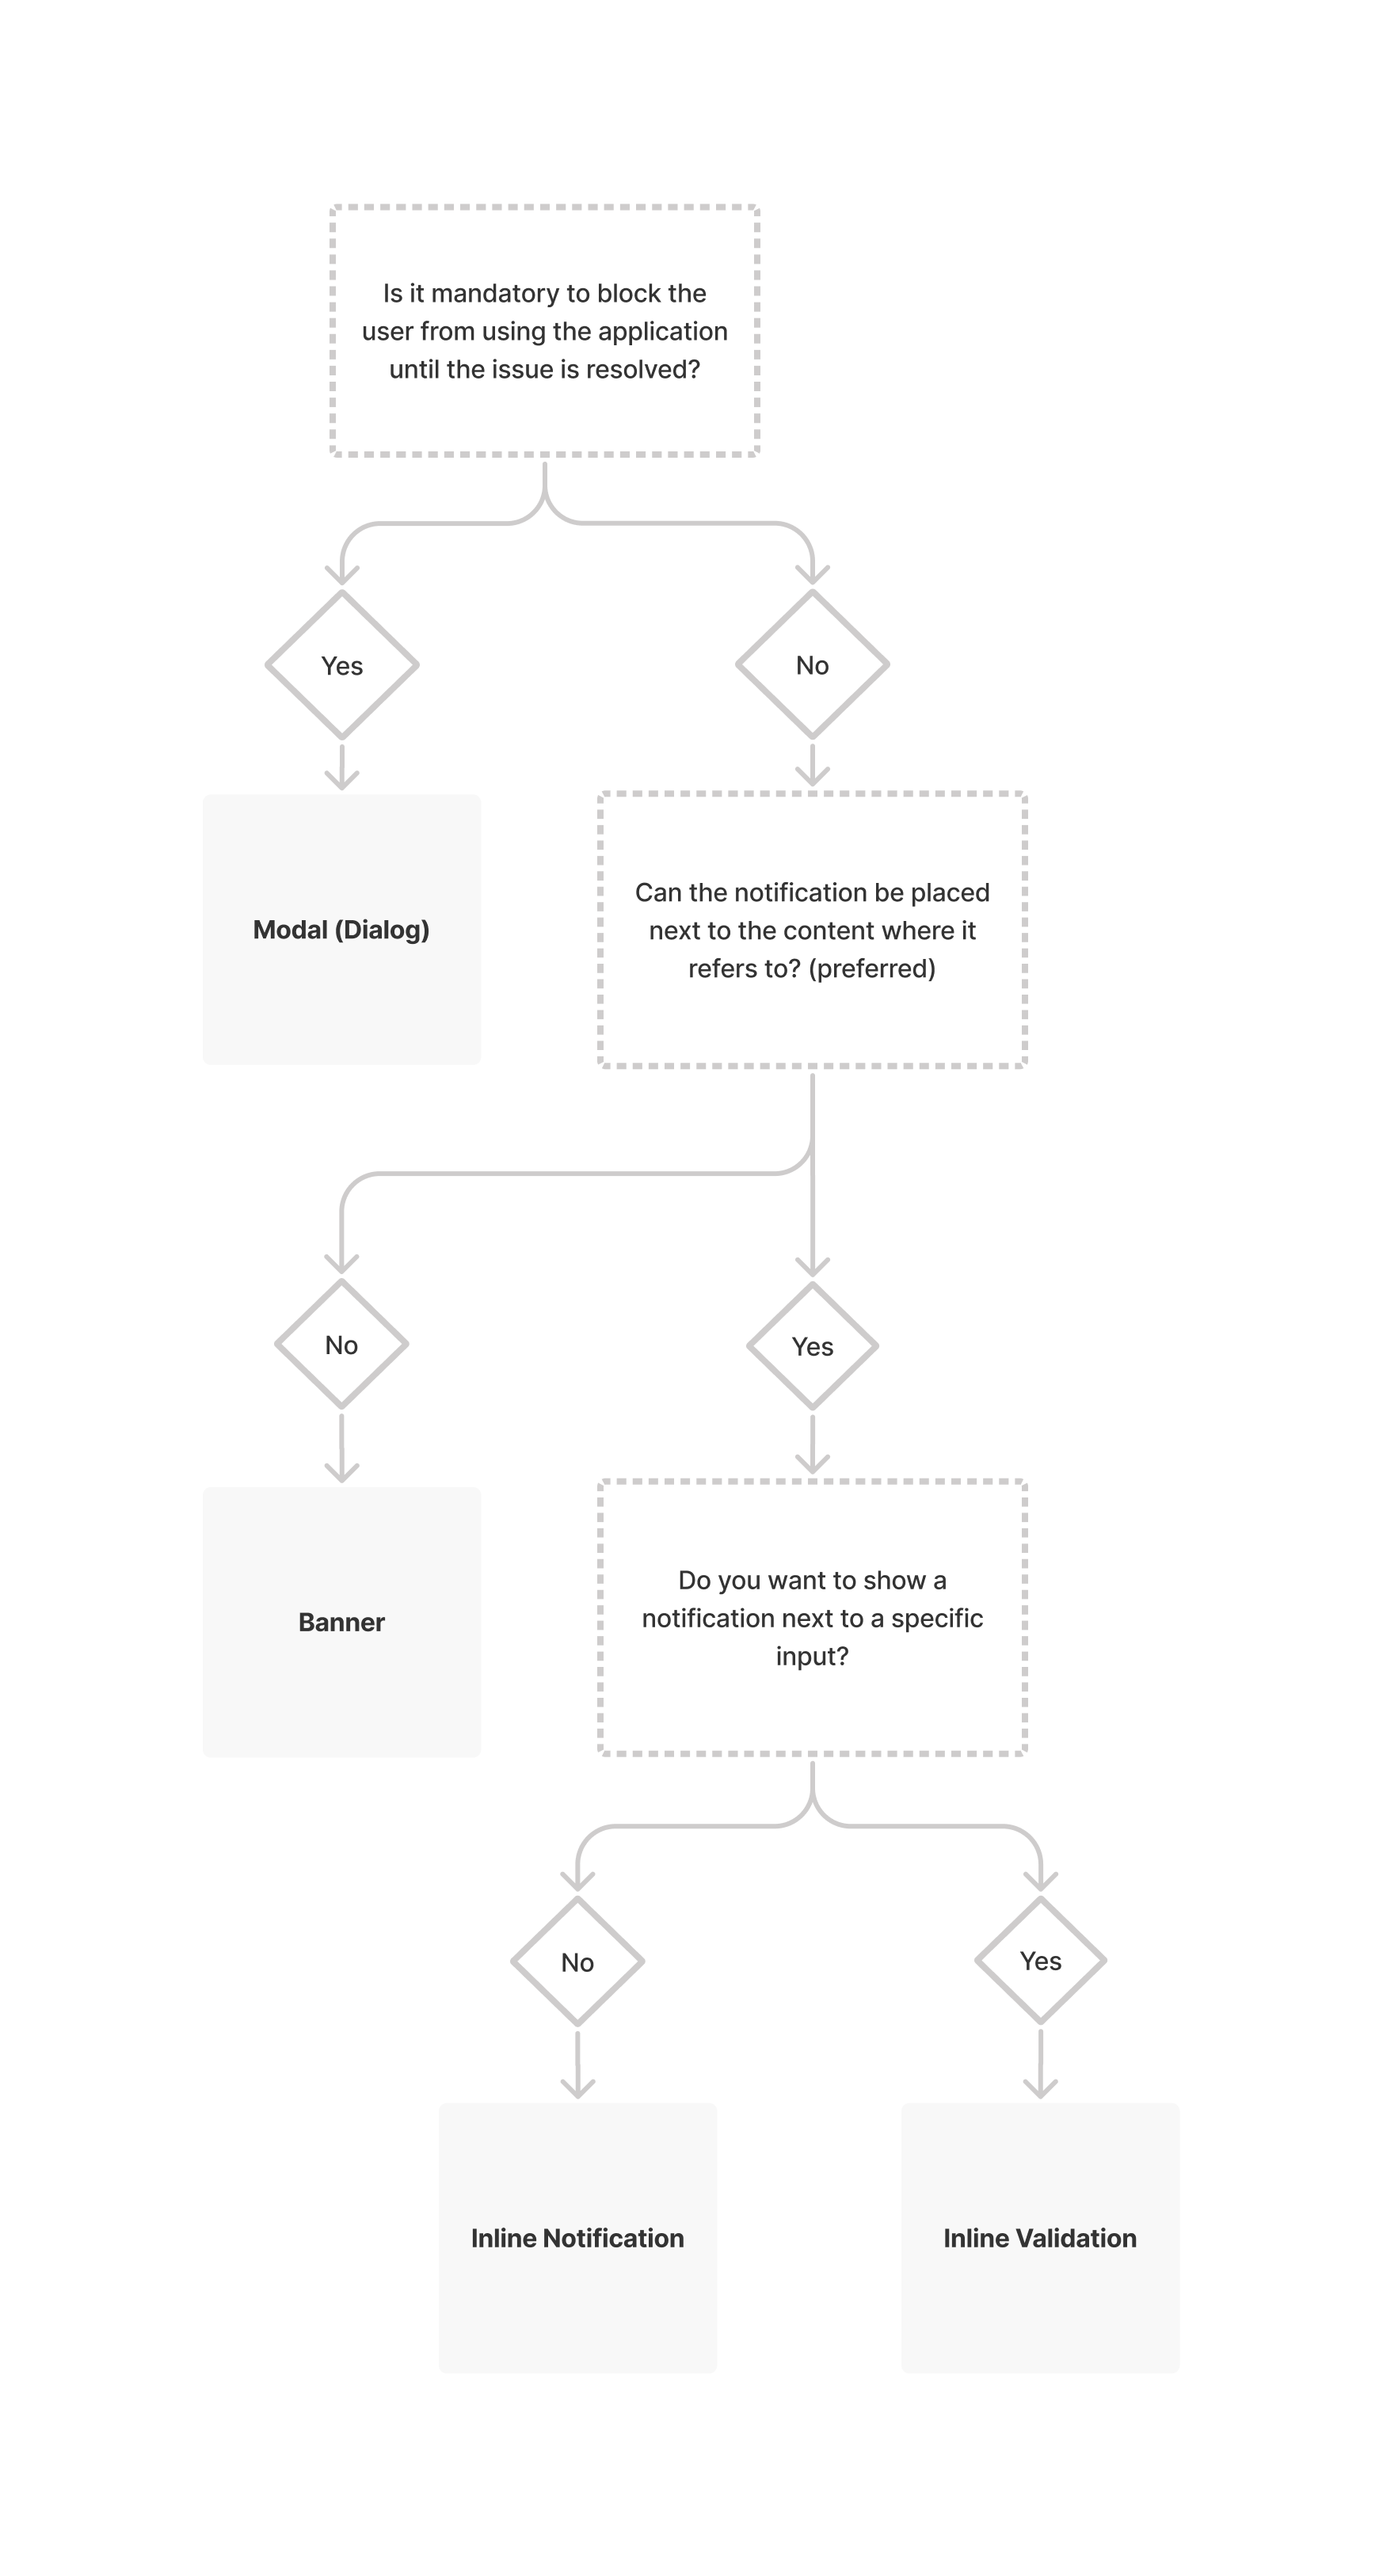 Is it mandatory to block the
user from using the application
until the issue is resolved?
Yes
No
Modal (Dialog)
Can the notification be placed
next to the content where it
refers to? (preferred)
No
Yes
Banner
Do you want to show a
notification next to a specific
input?
No
Yes
Inline Notification
Inline Validation